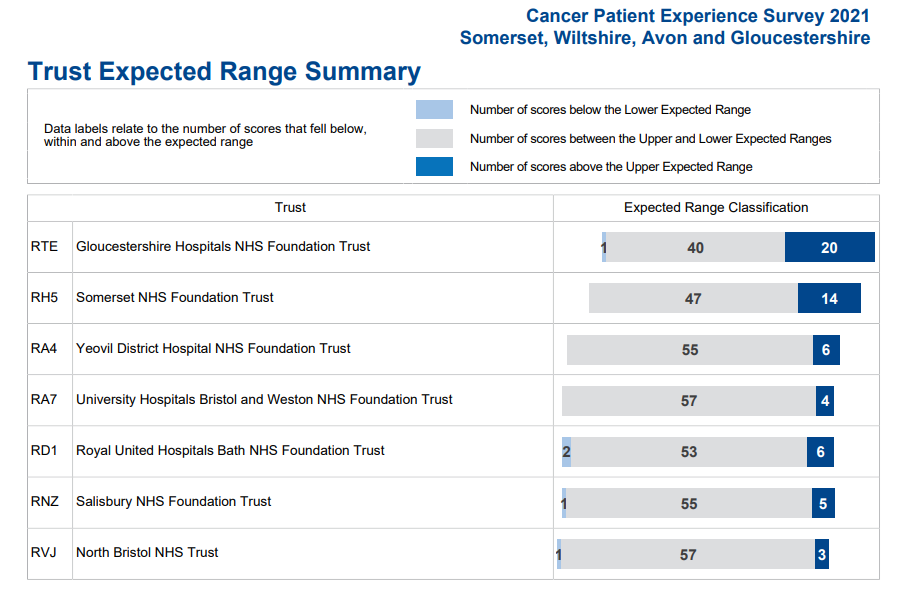 Cancer Patient Experience Survey 2021
Somerset, Wiltshire, Avon and Gloucestershire
Trust Expected Range Summary
Data labels relate to the number of scores that fell below,
within and above the expected range
Number of scores below the Lower Expected Range
Number of scores between the Upper and Lower Expected Ranges
Number of scores above the Upper Expected Range
Trust Expected Range Classification
RTE Gloucestershire Hospitals NHS Foundation Trust 1 40 20
RH5 Somerset NHS Foundation Trust 47 14
RA4 Yeovil District Hospital NHS Foundation Trust 55 6
RA7 University Hospitals Bristol and Weston NHS Foundation Trust 57 4
RD1 Royal United Hospitals Bath NHS Foundation Trust 2 53 6
RNZ Salisbury NHS Foundation Trust 1 55 5
RVJ North Bristol NHS Trust 1 57 3